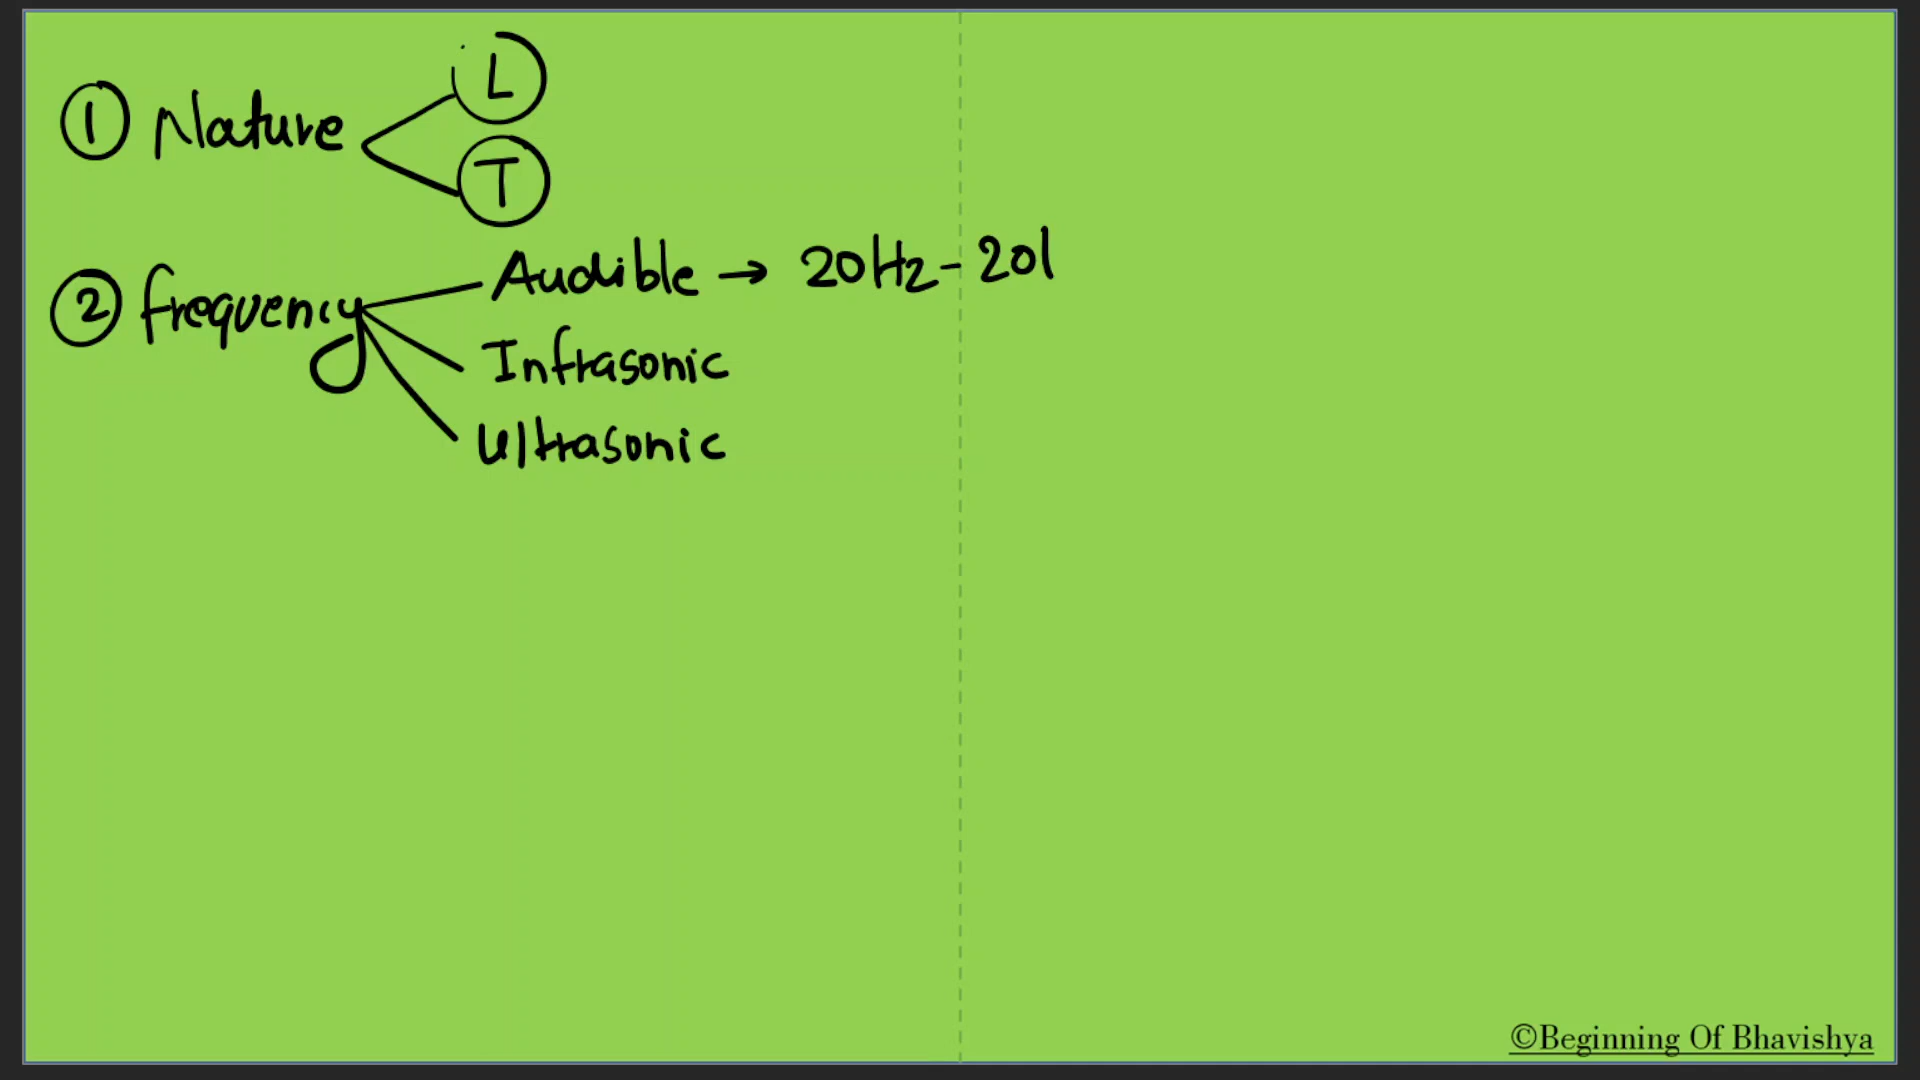 L
① Nature
T
② frequency
Audible → 20Hz - 20
Infrasonic
Ultrasonic
©Beginning Of Bhavishya